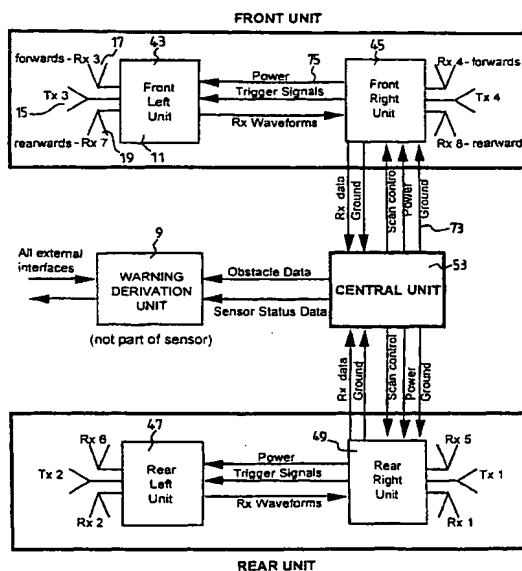 FRONT UNIT
forwards - Rx 3
17
43
75
45
Rx 4 - forwards
Tx 3
15
Front
Left
Unit
Power
Trigger Signals
Rx Waveforms
Front
Right
Unit
Tx 4
rearwards - Rx 7
19
11
Rx 8 - rearward
Rx data
Ground
Scan control
Power
Ground
73
All external
interfaces
9
WARNING
DERIVATION
UNIT
(not part of sensor)
Obstacle Data
Sensor Status Data
53
CENTRAL UNIT
Rx data
Ground
Scan control
Power
Ground
Rx 6
47
49
Rx 5
Tx 2
Rear
Left
Unit
Power
Trigger Signals
Rx Waveforms
Rear
Right
Unit
Tx 1
Rx 2
Rx 1
REAR UNIT